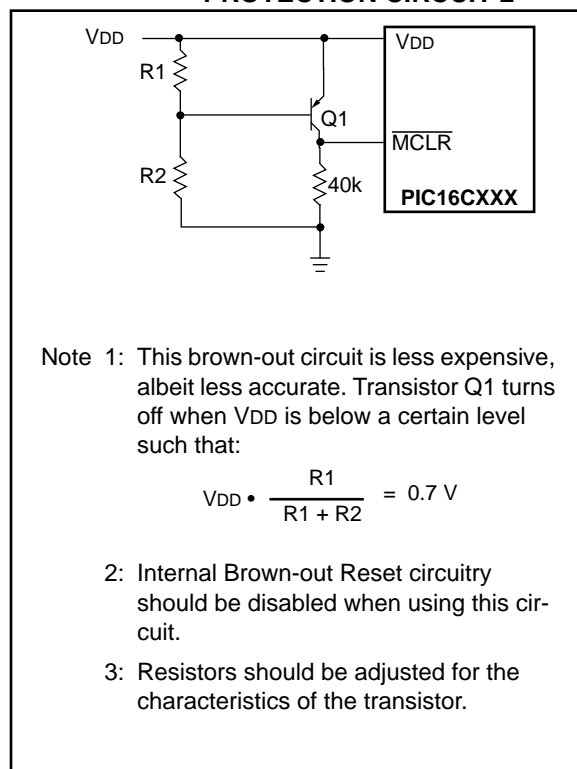 PROTECTION CIRCUIT 2
VDD
VDD
R1
Q1
MCLR
R2
40k
PIC16CXXX
Note 1: This brown-out circuit is less expensive,
albeit less accurate. Transistor Q1 turns
off when VDD is below a certain level
such that:
VDD • R1
R1 + R2 = 0.7 V
2: Internal Brown-out Reset circuitry
should be disabled when using this cir-
cuit.
3: Resistors should be adjusted for the
characteristics of the transistor.